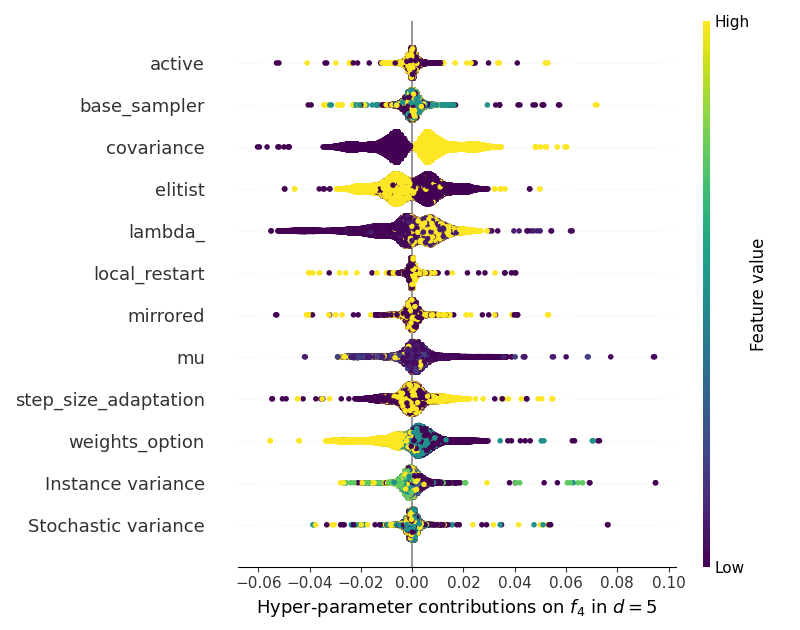 High
active
base_sampler
covariance
elitist
lambda_
local_restart
mirrored
mu
step_size_adaptation
weights_option
Instance variance
Stochastic variance
Feature value
Low
−0.06 −0.04 −0.02 0.00 0.02 0.04 0.06 0.08 0.10
Hyper-parameter contributions on f₄ in d = 5